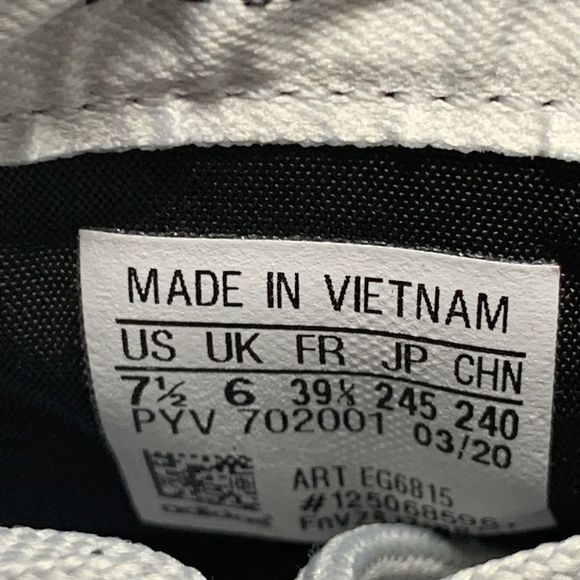 MADE IN VIETNAM
US UK FR JP CHN
7½ 6 39⅓ 245 240
PYV 702001 03/20
ART EG6815
adidas